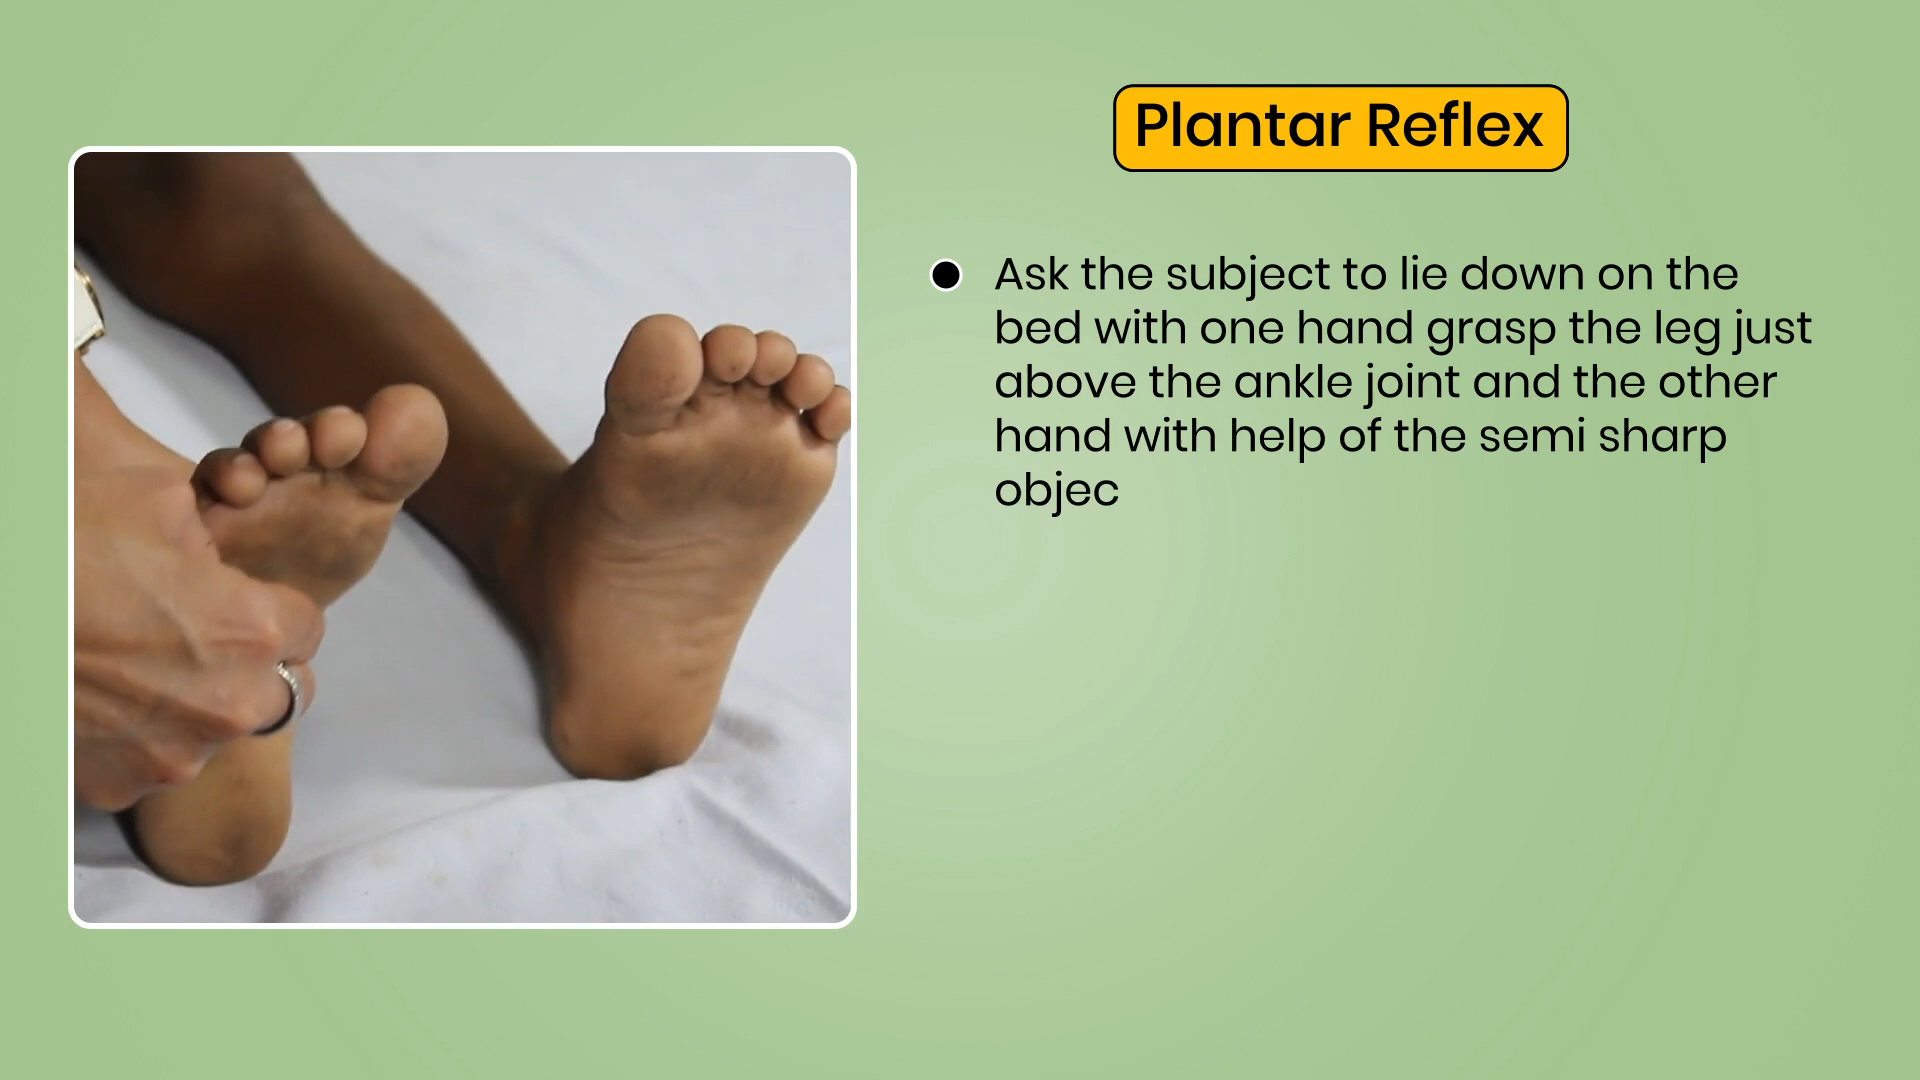 Plantar Reflex
Ask the subject to lie down on the
bed with one hand grasp the leg just
above the ankle joint and the other
hand with help of the semi sharp
objec